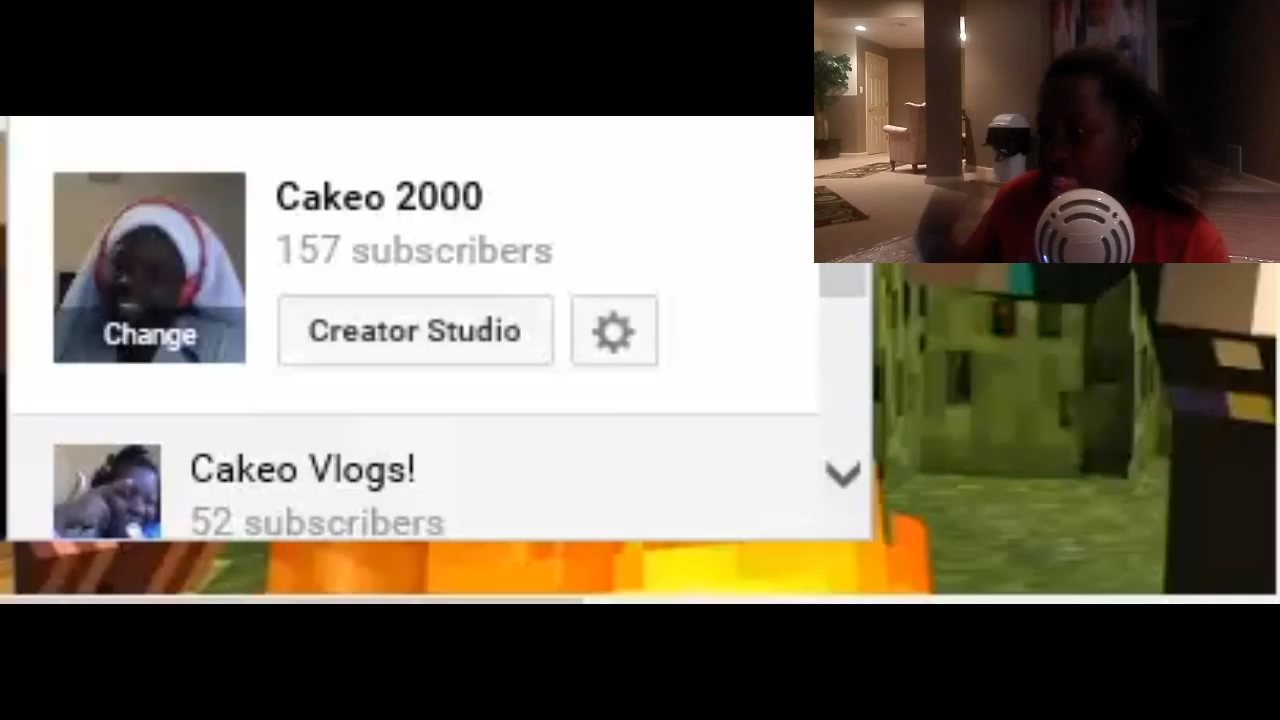 Cakeo 2000
157 subscribers
Change
Creator Studio
Cakeo Vlogs!
52 subscribers